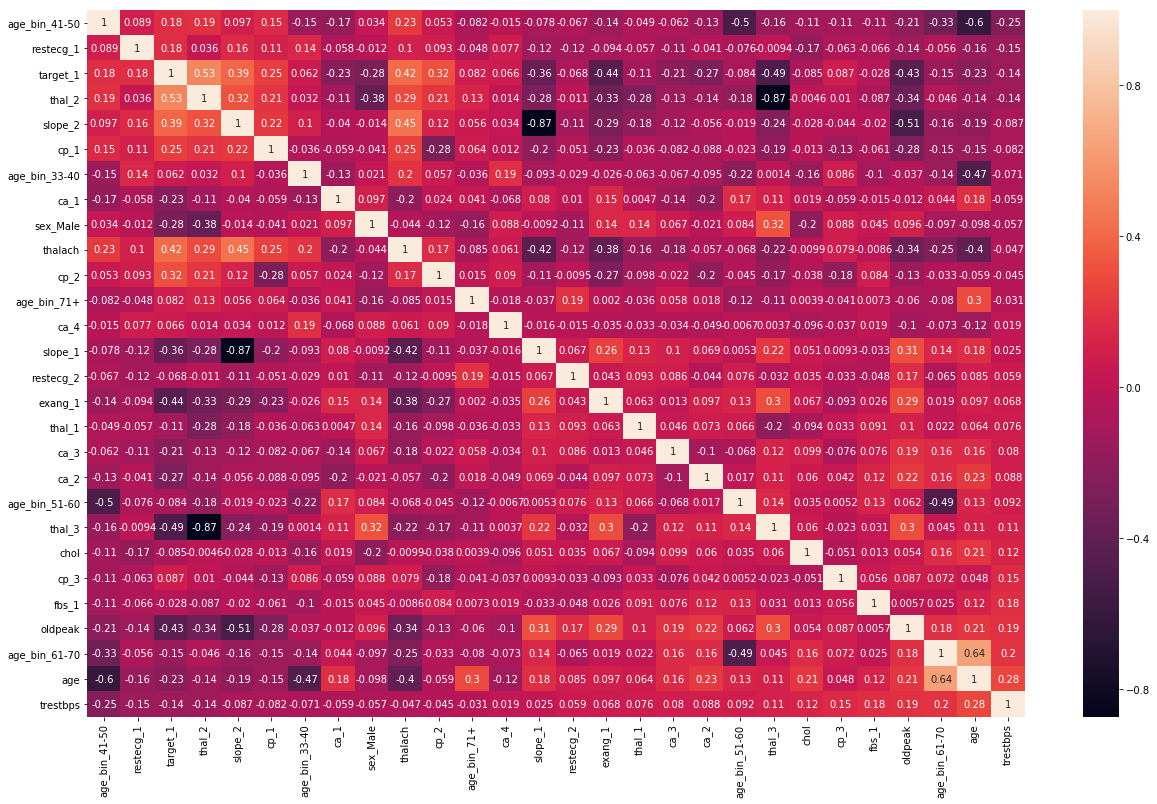 age_bin_41-50 1 0.089 0.18 0.19 0.097 0.15 -0.15 -0.17 0.034 0.23 0.053 -0.082 -0.015 -0.078 -0.067 -0.14 -0.049 -0.062 -0.13 -0.5 -0.16 -0.11 -0.11 -0.11 -0.21 -0.33 -0.6 -0.25
restecg_1 0.089 1 0.18 0.036 0.16 0.11 0.14 -0.058 -0.012 0.1 0.093 -0.048 0.077 -0.12 -0.12 -0.094 -0.057 -0.11 -0.041 -0.076 -0.0094 -0.17 -0.063 -0.066 -0.14 -0.056 -0.16 -0.15
target_1 0.18 0.18 1 0.53 0.39 0.25 0.062 -0.23 -0.28 0.42 0.32 0.082 0.066 -0.36 -0.068 -0.44 -0.11 -0.21 -0.27 -0.084 -0.49 -0.085 0.087 -0.028 -0.43 -0.15 -0.23 -0.14
thal_2 0.19 0.036 0.53 1 0.32 0.21 0.032 -0.11 -0.38 0.29 0.21 0.13 0.014 -0.28 -0.011 -0.33 -0.28 -0.13 -0.14 -0.18 -0.87 -0.0046 0.01 -0.087 -0.34 -0.046 -0.14 -0.14
slope_2 0.097 0.16 0.39 0.32 1 0.22 0.1 -0.04 -0.014 0.45 0.12 0.056 0.034 -0.87 -0.11 -0.29 -0.18 -0.12 -0.056 -0.019 -0.24 -0.028 -0.044 -0.02 -0.51 -0.16 -0.19 -0.087
cp_1 0.15 0.11 0.25 0.21 0.22 1 -0.036 -0.059 -0.041 0.25 -0.28 0.064 0.012 -0.2 -0.051 -0.23 -0.036 -0.082 -0.088 -0.023 -0.19 -0.013 -0.13 -0.061 -0.28 -0.15 -0.15 -0.082
age_bin_33-40 -0.15 0.14 0.062 0.032 0.1 -0.036 1 -0.13 0.021 0.2 0.057 -0.036 0.19 -0.093 -0.029 -0.026 -0.063 -0.067 -0.095 -0.22 0.0014 -0.16 0.086 -0.1 -0.037 -0.14 -0.47 -0.071
ca_1 -0.17 -0.058 -0.23 -0.11 -0.04 -0.059 -0.13 1 0.097 -0.2 0.024 0.041 -0.068 0.08 0.01 0.15 0.0047 -0.14 -0.2 0.17 0.11 0.019 -0.059 -0.015 -0.012 0.044 0.18 -0.059
sex_Male 0.034 -0.012 -0.28 -0.38 -0.014 -0.041 0.021 0.097 1 -0.044 -0.12 -0.16 0.088 -0.0092 -0.11 0.14 0.14 0.067 -0.021 0.084 0.32 -0.2 0.088 0.045 0.096 -0.097 -0.098 -0.057
thalach 0.23 0.1 0.42 0.29 0.45 0.25 0.2 -0.2 -0.044 1 0.17 -0.085 0.061 -0.42 -0.12 -0.38 -0.16 -0.18 -0.057 -0.068 -0.22 -0.0099 0.079 -0.0086 -0.34 -0.25 -0.4 -0.047
cp_2 0.053 0.093 0.32 0.21 0.12 -0.28 0.057 0.024 -0.12 0.17 1 0.015 0.09 -0.11 -0.0095 -0.27 -0.098 -0.022 -0.2 -0.045 -0.17 -0.038 -0.18 0.084 -0.13 -0.033 -0.059 -0.045
age_bin_71+ -0.082 -0.048 0.082 0.13 0.056 0.064 -0.036 0.041 -0.16 -0.085 0.015 1 -0.018 -0.037 0.19 0.002 -0.036 0.058 0.018 -0.12 -0.11 0.0039 -0.041 0.0073 -0.06 -0.08 0.3 -0.031
ca_4 -0.015 0.077 0.066 0.014 0.034 0.012 0.19 -0.068 0.088 0.061 0.09 -0.018 1 -0.016 -0.015 -0.035 -0.033 -0.034 -0.049 -0.0067 0.0037 -0.096 -0.037 0.019 -0.1 -0.073 -0.12 0.019
slope_1 -0.078 -0.12 -0.36 -0.28 -0.87 -0.2 -0.093 0.08 -0.0092 -0.42 -0.11 -0.037 -0.016 1 0.067 0.26 0.13 0.1 0.069 0.0053 0.22 0.051 0.0093 -0.033 0.31 0.14 0.18 0.025
restecg_2 -0.067 -0.12 -0.068 -0.011 -0.11 -0.051 -0.029 0.01 -0.11 -0.12 -0.0095 0.19 -0.015 0.067 1 0.043 0.093 0.086 -0.044 0.076 -0.032 0.035 -0.033 -0.048 0.17 -0.065 0.085 0.059
exang_1 -0.14 -0.094 -0.44 -0.33 -0.29 -0.23 -0.026 0.15 0.14 -0.38 -0.27 0.002 -0.035 0.26 0.043 1 0.063 0.013 0.097 0.13 0.3 0.067 -0.093 0.026 0.29 0.019 0.097 0.068
thal_1 -0.049 -0.057 -0.11 -0.28 -0.18 -0.036 -0.063 0.0047 0.14 -0.16 -0.098 -0.036 -0.033 0.13 0.093 0.063 1 0.046 0.073 0.066 -0.2 -0.094 0.033 0.091 0.1 0.022 0.064 0.076
ca_3 -0.062 -0.11 -0.21 -0.13 -0.12 -0.082 -0.067 -0.14 0.067 -0.18 -0.022 0.058 -0.034 0.1 0.086 0.013 0.046 1 -0.1 -0.068 0.12 0.099 -0.076 0.076 0.19 0.16 0.16 0.08
ca_2 -0.13 -0.041 -0.27 -0.14 -0.056 -0.088 -0.095 -0.2 -0.021 -0.057 -0.2 0.018 -0.049 0.069 -0.044 0.097 0.073 -0.1 1 0.017 0.11 0.06 0.042 0.12 0.22 0.16 0.23 0.088
age_bin_51-60 -0.5 -0.076 -0.084 -0.18 -0.019 -0.023 -0.22 0.17 0.084 -0.068 -0.045 -0.12 -0.0067 0.0053 0.076 0.13 0.066 -0.068 0.017 1 0.14 0.035 0.0052 0.13 0.062 -0.49 0.13 0.092
thal_3 -0.16 -0.0094 -0.49 -0.87 -0.24 -0.19 0.0014 0.11 0.32 -0.22 -0.17 -0.11 0.0037 0.22 -0.032 0.3 -0.2 0.12 0.11 0.14 1 0.06 -0.023 0.031 0.3 0.045 0.11 0.11
chol -0.11 -0.17 -0.085 -0.0046 -0.028 -0.013 -0.16 0.019 -0.2 -0.0099 -0.038 0.0039 -0.096 0.051 0.035 0.067 -0.094 0.099 0.06 0.035 0.06 1 -0.051 0.013 0.054 0.16 0.21 0.12
cp_3 -0.11 -0.063 0.087 0.01 -0.044 -0.13 0.086 -0.059 0.088 0.079 -0.18 -0.041 -0.037 0.0093 -0.033 -0.093 0.033 -0.076 0.042 0.0052 -0.023 -0.051 1 0.056 0.087 0.072 0.048 0.15
fbs_1 -0.11 -0.066 -0.028 -0.087 -0.02 -0.061 -0.1 -0.015 0.045 -0.0086 0.084 0.0073 0.019 -0.033 -0.048 0.026 0.091 0.076 0.12 0.13 0.031 0.013 0.056 1 0.0057 0.025 0.12 0.18
oldpeak -0.21 -0.14 -0.43 -0.34 -0.51 -0.28 -0.037 -0.012 0.096 -0.34 -0.13 -0.06 -0.1 0.31 0.17 0.29 0.1 0.19 0.22 0.062 0.3 0.054 0.087 0.0057 1 0.18 0.21 0.19
age_bin_61-70 -0.33 -0.056 -0.15 -0.046 -0.16 -0.15 -0.14 0.044 -0.097 -0.25 -0.033 -0.08 -0.073 0.14 -0.065 0.019 0.022 0.16 0.16 -0.49 0.045 0.16 0.072 0.025 0.18 1 0.64 0.2
age -0.6 -0.16 -0.23 -0.14 -0.19 -0.15 -0.47 0.18 -0.098 -0.4 -0.059 0.3 -0.12 0.18 0.085 0.097 0.064 0.16 0.23 0.13 0.11 0.21 0.048 0.12 0.21 0.64 1 0.28
trestbps -0.25 -0.15 -0.14 -0.14 -0.087 -0.082 -0.071 -0.059 -0.057 -0.047 -0.045 -0.031 0.019 0.025 0.059 0.068 0.076 0.08 0.088 0.092 0.11 0.12 0.15 0.18 0.19 0.2 0.28 1
age_bin_41-50 restecg_1 target_1 thal_2 slope_2 cp_1 age_bin_33-40 ca_1 sex_Male thalach cp_2 age_bin_71+ ca_4 slope_1 restecg_2 exang_1 thal_1 ca_3 ca_2 age_bin_51-60 thal_3 chol cp_3 fbs_1 oldpeak age_bin_61-70 age trestbps
0.8
0.4
0.0
−0.4
−0.8